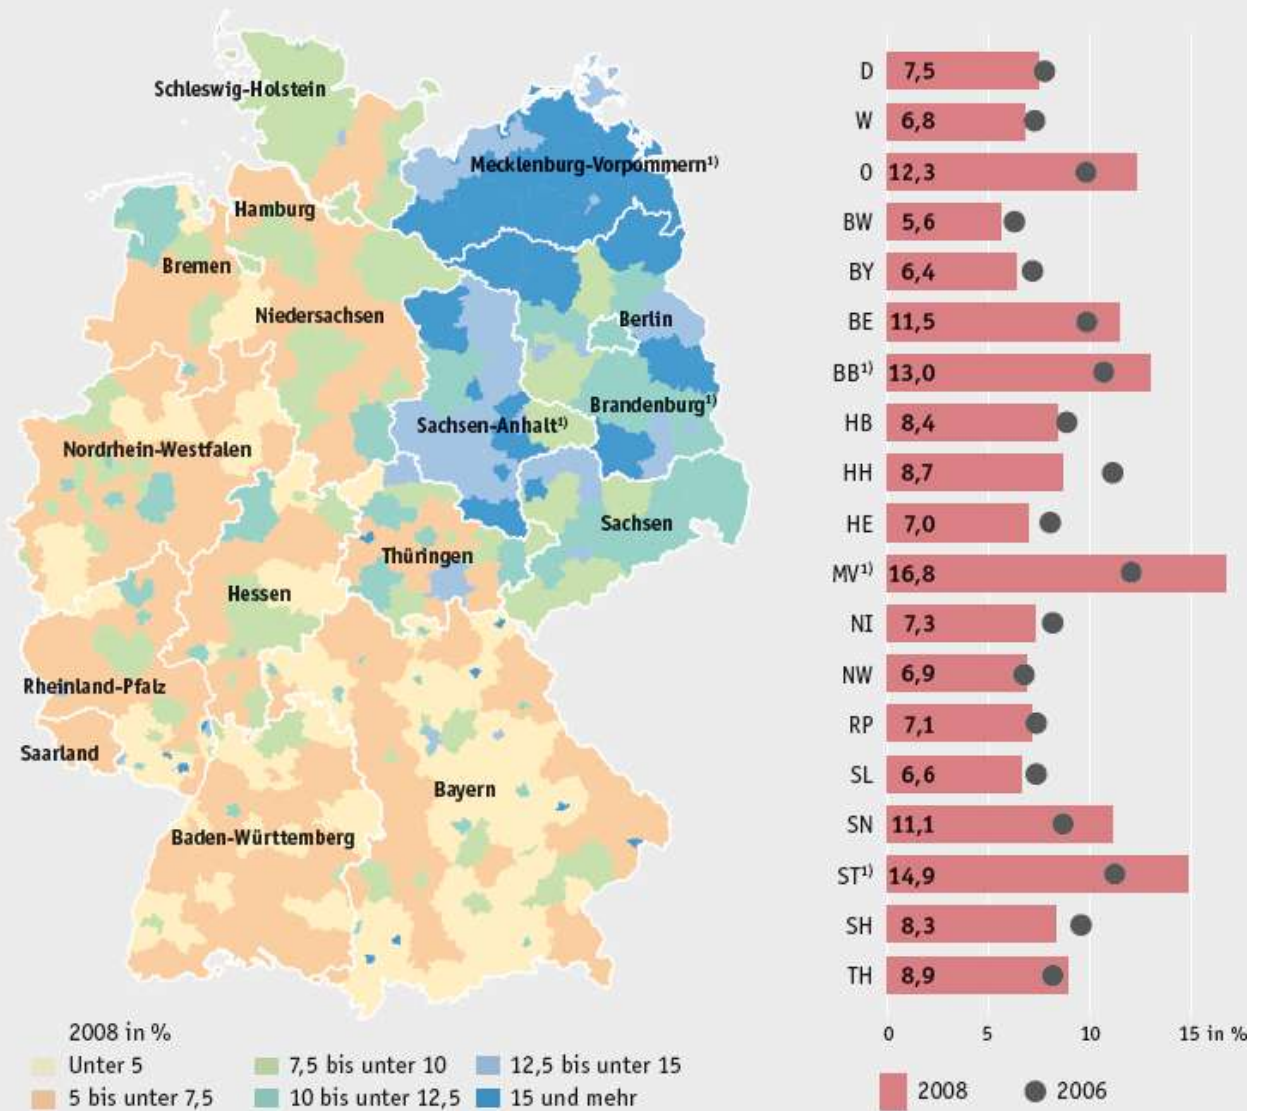 Schleswig-Holstein
Mecklenburg-Vorpommern¹⁾
Hamburg
Bremen
Niedersachsen
Berlin
Brandenburg¹⁾
Sachsen-Anhalt¹⁾
Nordrhein-Westfalen
Sachsen
Thüringen
Hessen
Rheinland-Pfalz
Saarland
Bayern
Baden-Württemberg
2008 in %
Unter 5
5 bis unter 7,5
7,5 bis unter 10
10 bis unter 12,5
12,5 bis unter 15
15 und mehr
D 7,5
W 6,8
O 12,3
BW 5,6
BY 6,4
BE 11,5
BB¹⁾ 13,0
HB 8,4
HH 8,7
HE 7,0
MV¹⁾ 16,8
NI 7,3
NW 6,9
RP 7,1
SL 6,6
SN 11,1
ST¹⁾ 14,9
SH 8,3
TH 8,9
0 5 10 15 in %
2008 2006